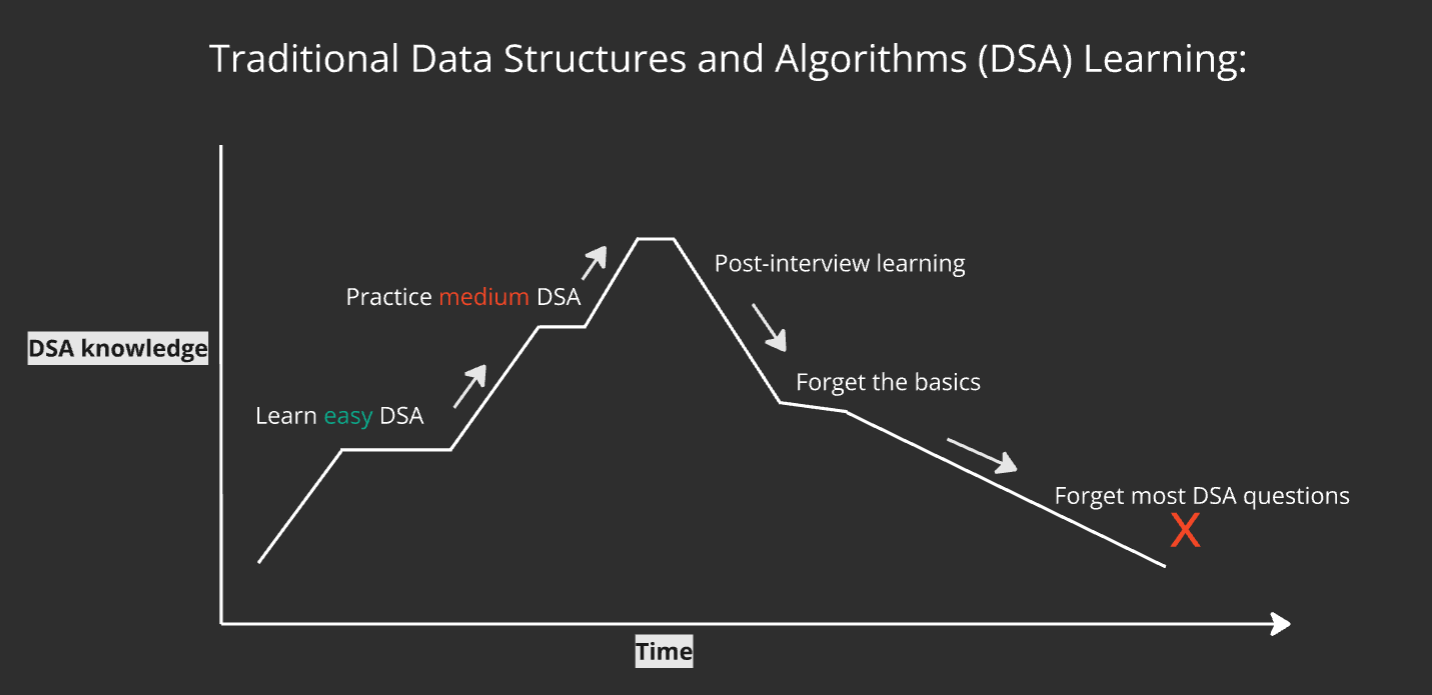 Traditional Data Structures and Algorithms (DSA) Learning:
Post-interview learning
Practice medium DSA
DSA knowledge
Forget the basics
Learn easy DSA
Forget most DSA questions
X
Time